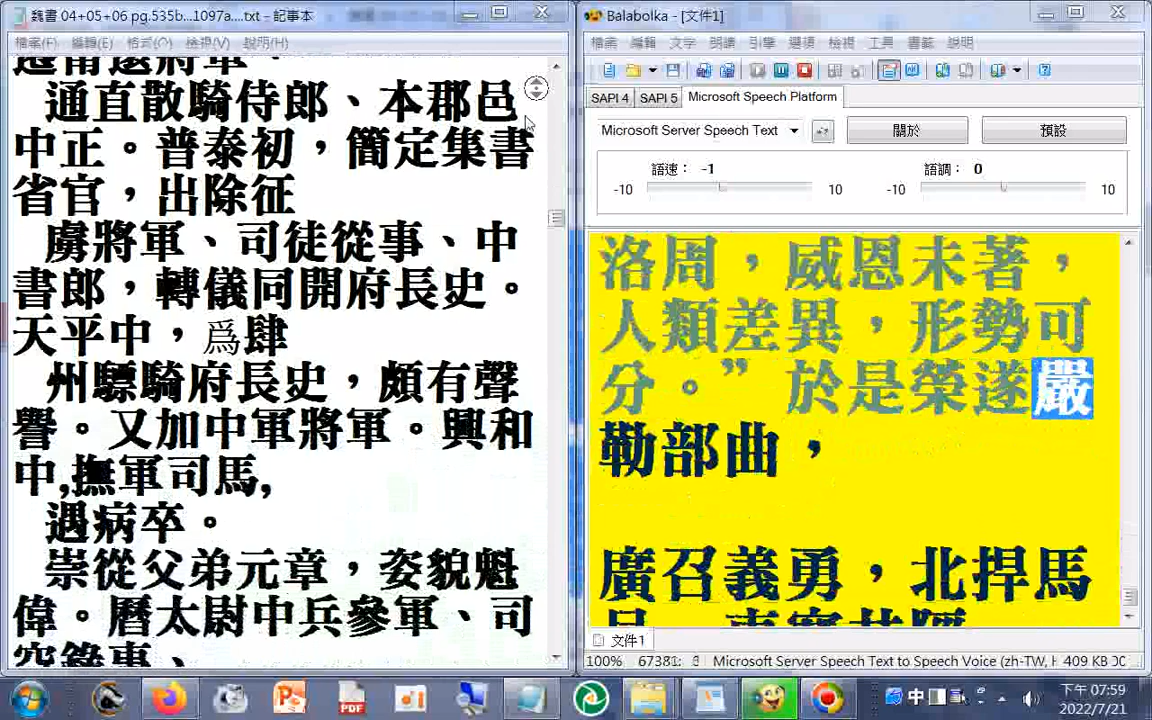 魏書 04+05+06 pg.535b...1097a....txt - 記事本
檔案(F) 編輯(E) 格式(O) 檢視(V) 說明(H)
通直散騎侍郎、本郡邑
中正。普泰初，簡定集書
省官，出除征
虜將軍、司徒從事、中
書郎，轉儀同開府長史。
天平中，爲肆
州驃騎府長史，頗有聲
譽。又加中軍將軍。興和
中,撫軍司馬,
遇病卒。
崇從父弟元章，姿貌魁
偉。曆太尉中兵參軍、司
空錄事、
Balabolka - [文件1]
檔案 編輯 文字 朗讀 引擎 選項 檢視 工具 書籤 說明
SAPI 4 SAPI 5 Microsoft Speech Platform
Microsoft Server Speech Text 關於 預設
語速： -1 語調： 0
-10 10 -10 10
洛周，威恩未著，
人類差異，形勢可
分。”於是榮遂嚴
勒部曲，
廣召義勇，北捍馬
文件1
100% 67381: Microsoft Server Speech Text to Speech Voice (zh-TW, 409 KB
PDF
中
下午 07:59
2022/7/21